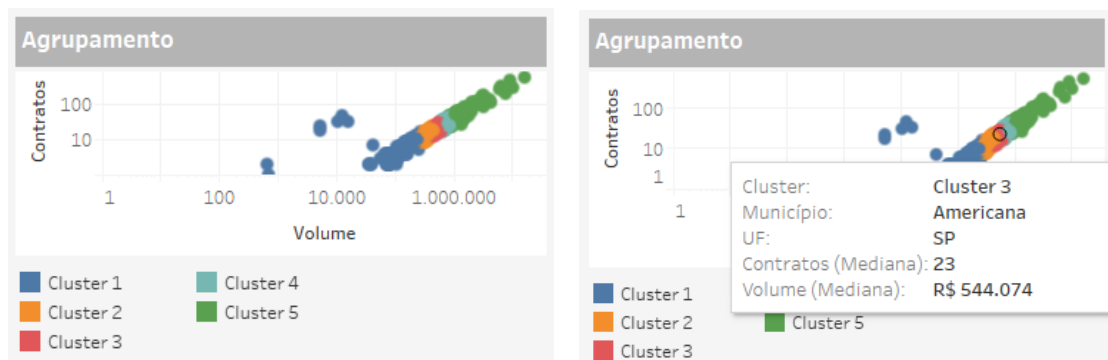 Agrupamento
Contratos
100
10
1
100
10.000
1.000.000
Volume
Cluster 1
Cluster 4
Cluster 2
Cluster 5
Cluster 3
Agrupamento
Contratos
100
10
1
1
Cluster: Cluster 3
Município: Americana
UF: SP
Contratos (Mediana): 23
Volume (Mediana): R$ 544.074
Cluster 1
Cluster 2
Cluster 5
Cluster 3